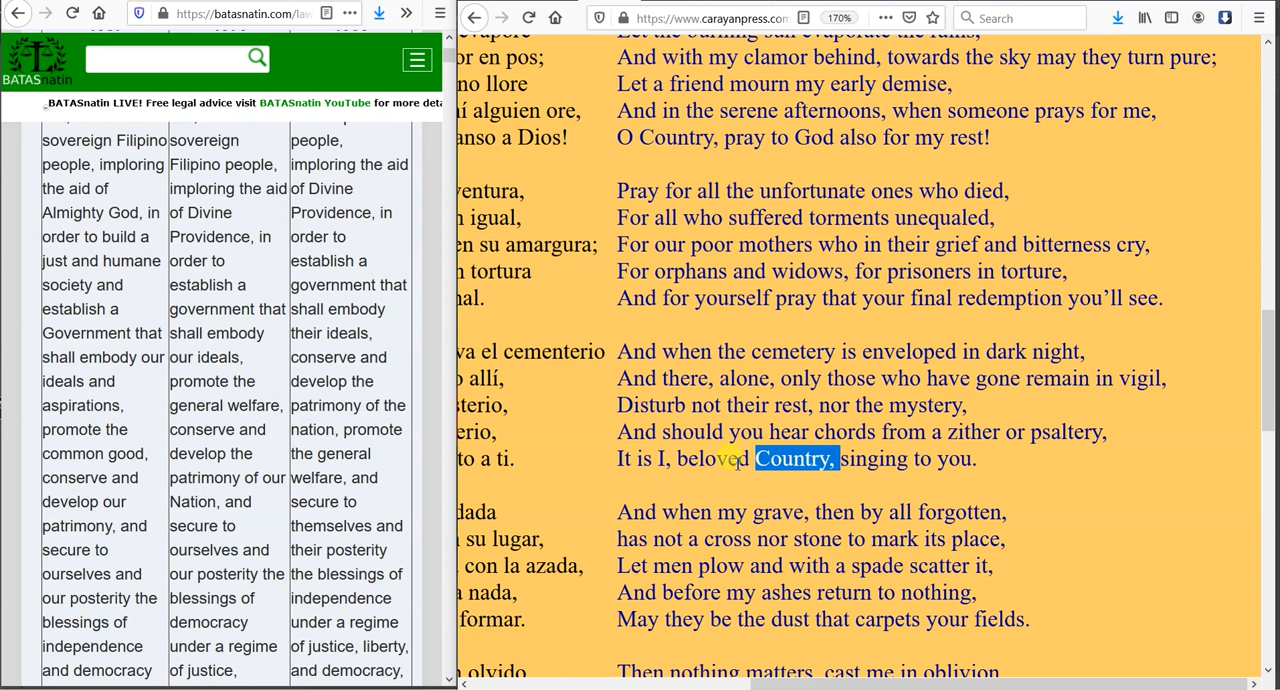 https://batasnatin.com/law
BATASnatin
BATASnatin LIVE! Free legal advice visit BATASnatin YouTube for more deta
sovereign Filipino
people, imploring
the aid of
Almighty God, in
order to build a
just and humane
society and
establish a
Government that
shall embody our
ideals and
aspirations,
promote the
common good,
conserve and
develop our
patrimony, and
secure to
ourselves and
our posterity the
blessings of
independence
and democracy
sovereign
Filipino people,
imploring the aid
of Divine
Providence, in
order to
establish a
government that
shall embody
our ideals,
promote the
general welfare,
conserve and
develop the
patrimony of our
Nation, and
secure to
ourselves and
our posterity the
blessings of
democracy
under a regime
of justice,
people,
imploring the aid
of Divine
Providence, in
order to
establish a
government that
shall embody
their ideals,
conserve and
develop the
patrimony of the
nation, promote
the general
welfare, and
secure to
themselves and
their posterity
the blessings of
independence
under a regime
of justice, liberty,
and democracy,
https://www.carayanpress.com
170%
Search
or en pos;
no llore
í alguien ore,
anso a Dios!
ventura,
n igual,
en su amargura;
n tortura
nal.
va el cementerio
o allí,
sterio,
erio,
to a ti.
dada
n su lugar,
con la azada,
a nada,
formar.
n olvido
Let the burning sun evaporate the rains,
And with my clamor behind, towards the sky may they turn pure;
Let a friend mourn my early demise,
And in the serene afternoons, when someone prays for me,
O Country, pray to God also for my rest!
Pray for all the unfortunate ones who died,
For all who suffered torments unequaled,
For our poor mothers who in their grief and bitterness cry,
For orphans and widows, for prisoners in torture,
And for yourself pray that your final redemption you’ll see.
And when the cemetery is enveloped in dark night,
And there, alone, only those who have gone remain in vigil,
Disturb not their rest, nor the mystery,
And should you hear chords from a zither or psaltery,
It is I, beloved Country, singing to you.
And when my grave, then by all forgotten,
has not a cross nor stone to mark its place,
Let men plow and with a spade scatter it,
And before my ashes return to nothing,
May they be the dust that carpets your fields.
Then nothing matters, cast me in oblivion